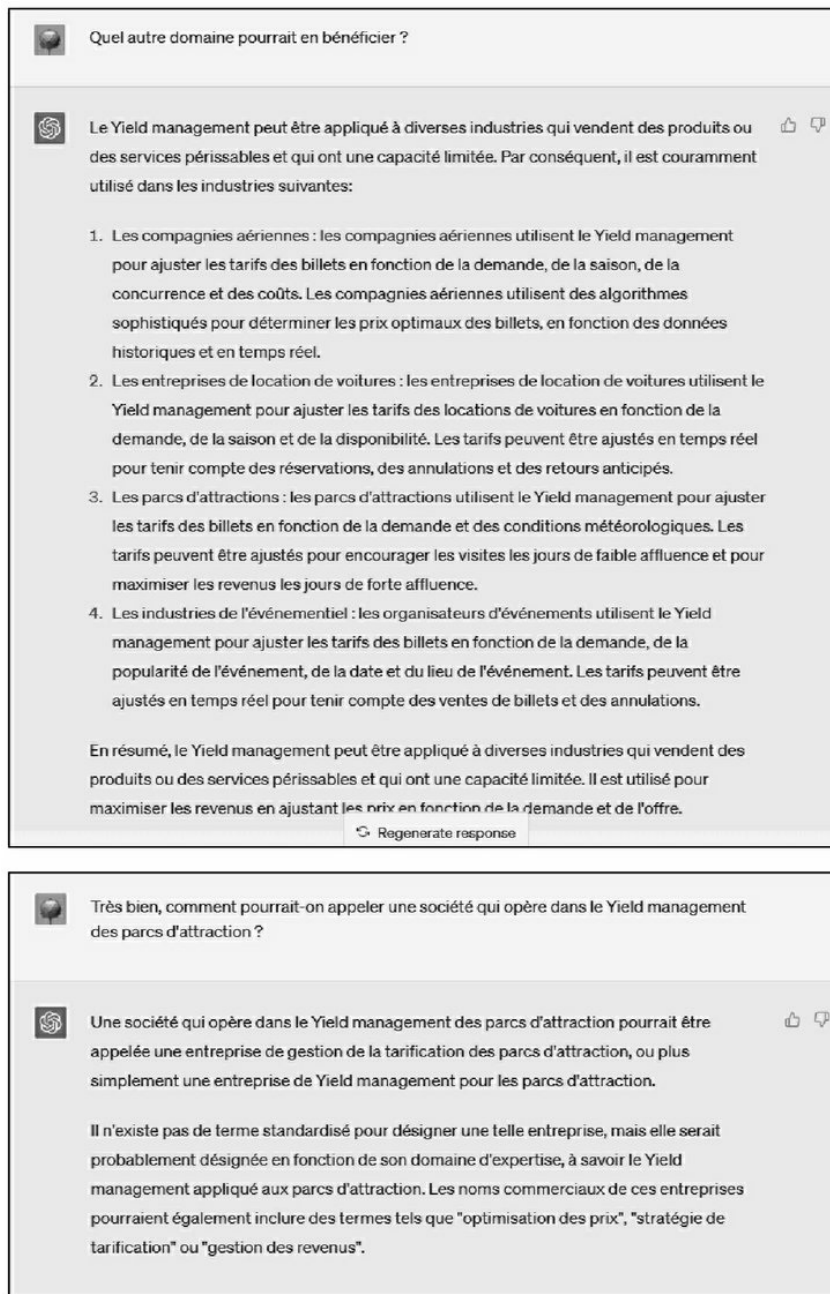 Quel autre domaine pourrait en bénéficier ?
Le Yield management peut être appliqué à diverses industries qui vendent des produits ou
des services périssables et qui ont une capacité limitée. Par conséquent, il est couramment
utilisé dans les industries suivantes:
1. Les compagnies aériennes : les compagnies aériennes utilisent le Yield management
pour ajuster les tarifs des billets en fonction de la demande, de la saison, de la
concurrence et des coûts. Les compagnies aériennes utilisent des algorithmes
sophistiqués pour déterminer les prix optimaux des billets, en fonction des données
historiques et en temps réel.
2. Les entreprises de location de voitures : les entreprises de location de voitures utilisent le
Yield management pour ajuster les tarifs des locations de voitures en fonction de la
demande, de la saison et de la disponibilité. Les tarifs peuvent être ajustés en temps réel
pour tenir compte des réservations, des annulations et des retours anticipés.
3. Les parcs d'attractions : les parcs d'attractions utilisent le Yield management pour ajuster
les tarifs des billets en fonction de la demande et des conditions météorologiques. Les
tarifs peuvent être ajustés pour encourager les visites les jours de faible affluence et pour
maximiser les revenus les jours de forte affluence.
4. Les industries de l'événementiel : les organisateurs d'événements utilisent le Yield
management pour ajuster les tarifs des billets en fonction de la demande, de la
popularité de l'événement, de la date et du lieu de l'événement. Les tarifs peuvent être
ajustés en temps réel pour tenir compte des ventes de billets et des annulations.
En résumé, le Yield management peut être appliqué à diverses industries qui vendent des
produits ou des services périssables et qui ont une capacité limitée. Il est utilisé pour
maximiser les revenus en ajustant les prix en fonction de la demande et de l'offre.
Regenerate response
Très bien, comment pourrait-on appeler une société qui opère dans le Yield management
des parcs d'attraction ?
Une société qui opère dans le Yield management des parcs d'attraction pourrait être
appelée une entreprise de gestion de la tarification des parcs d'attraction, ou plus
simplement une entreprise de Yield management pour les parcs d'attraction.
Il n'existe pas de terme standardisé pour désigner une telle entreprise, mais elle serait
probablement désignée en fonction de son domaine d'expertise, à savoir le Yield
management appliqué aux parcs d'attraction. Les noms commerciaux de ces entreprises
pourraient également inclure des termes tels que "optimisation des prix", "stratégie de
tarification" ou "gestion des revenus".